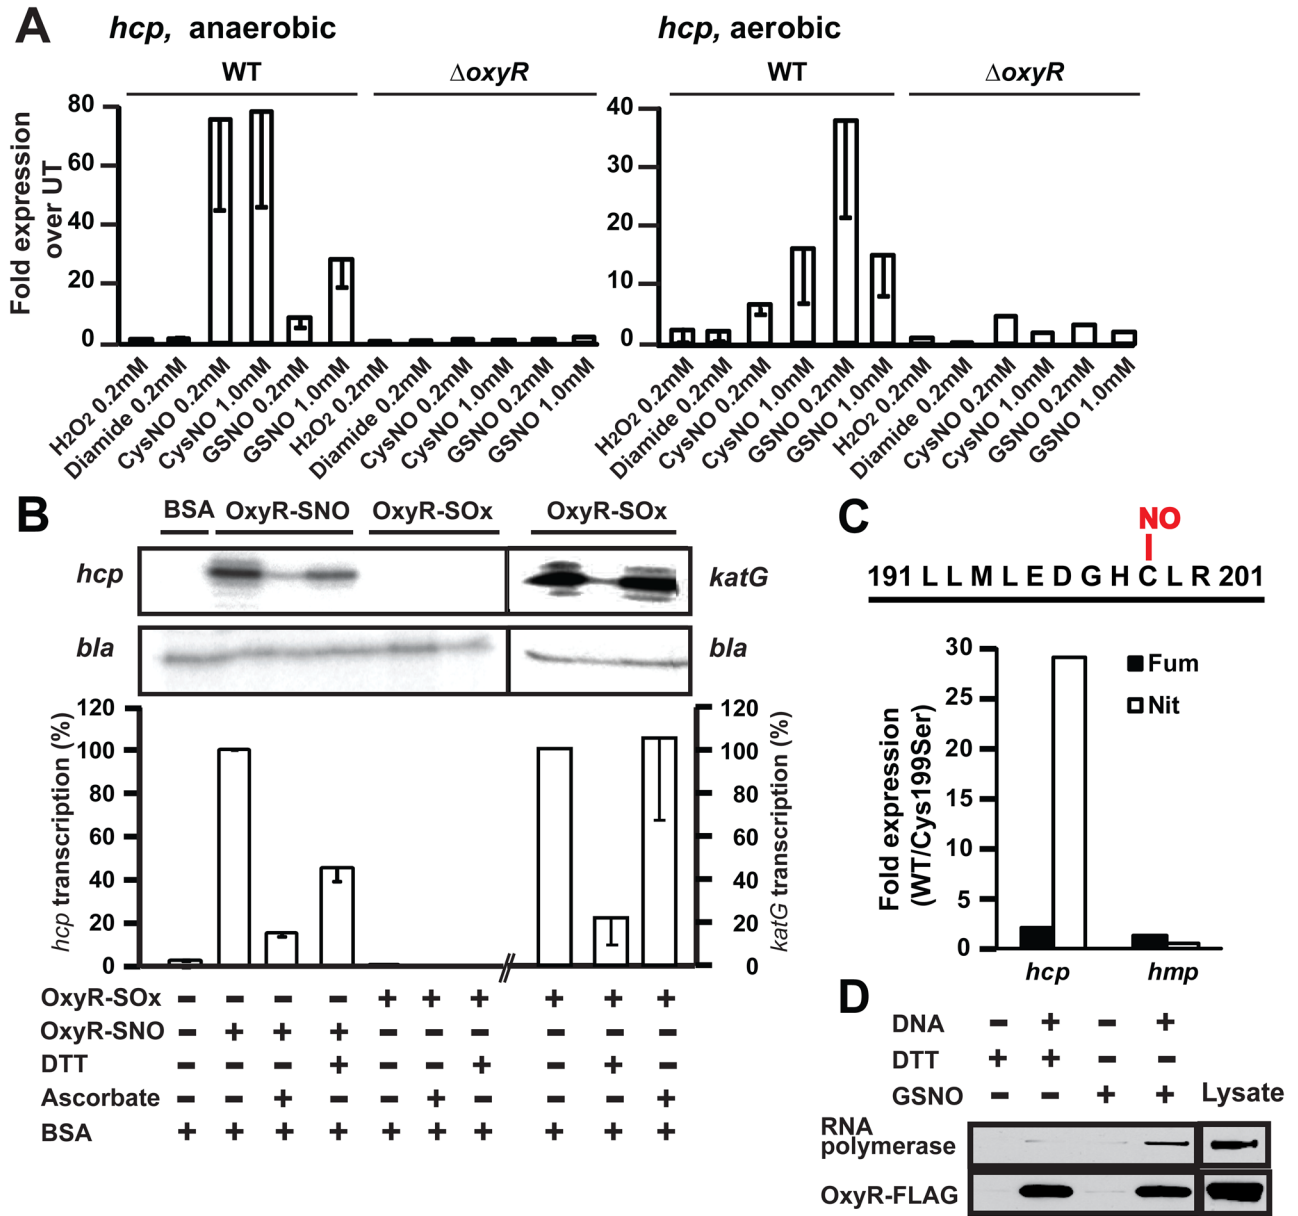 A
hcp, anaerobic
hcp, aerobic
WT
ΔoxyR
WT
ΔoxyR
Fold expression
over UT
80
60
40
20
0
40
30
20
10
0
H2O2 0.2mM
Diamide 0.2mM
CysNO 0.2mM
CysNO 1.0mM
GSNO 0.2mM
GSNO 1.0mM
H2O2 0.2mM
Diamide 0.2mM
CysNO 0.2mM
CysNO 1.0mM
GSNO 0.2mM
GSNO 1.0mM
H2O2 0.2mM
Diamide 0.2mM
CysNO 0.2mM
CysNO 1.0mM
GSNO 0.2mM
GSNO 1.0mM
H2O2 0.2mM
Diamide 0.2mM
CysNO 0.2mM
CysNO 1.0mM
GSNO 0.2mM
GSNO 1.0mM
B
BSA OxyR-SNO OxyR-SOx OxyR-SOx
hcp
katG
bla
bla
hcp transcription (%)
120
100
80
60
40
20
0
120
100
80
60
40
20
0
katG transcription (%)
OxyR-SOx − − − − + + + + + +
OxyR-SNO − + + + − − − − − −
DTT − − − + − − + − + −
Ascorbate − − + − − + − − − +
BSA + + + + + + + + + +
C
NO
191 L L M L E D G H C L R 201
Fold expression
(WT/Cys199Ser)
30
25
20
15
10
5
0
Fum
Nit
hcp
hmp
D
DNA − + − +
DTT + + − −
GSNO − − + + Lysate
RNA
polymerase
OxyR-FLAG